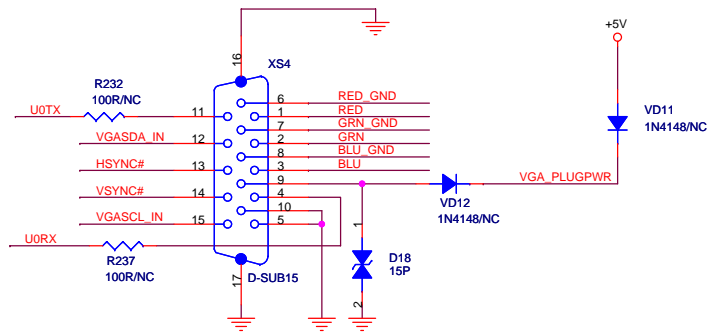 +5V
16
XS4
R232
100R/NC
U0TX
11
6
RED_GND
1
RED
VD11
1N4148/NC
7
GRN_GND
VGASDA_IN
12
2
GRN
8
BLU_GND
HSYNC#
13
3
BLU
9
VGA_PLUGPWR
VSYNC#
14
4
VD12
1N4148/NC
10
VGASCL_IN
15
5
1
U0RX
R237
100R/NC
D18
15P
17
D-SUB15
2